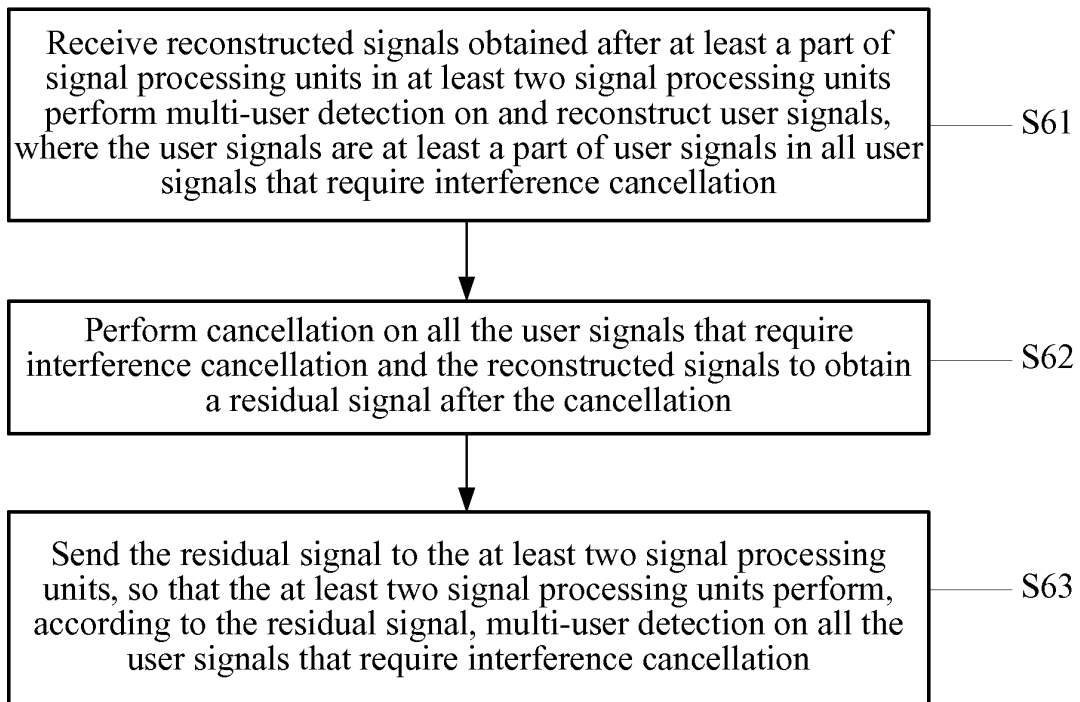 Receive reconstructed signals obtained after at least a part of
signal processing units in at least two signal processing units
perform multi-user detection on and reconstruct user signals,
where the user signals are at least a part of user signals in all user
signals that require interference cancellation
S61
Perform cancellation on all the user signals that require
interference cancellation and the reconstructed signals to obtain
a residual signal after the cancellation
S62
Send the residual signal to the at least two signal processing
units, so that the at least two signal processing units perform,
according to the residual signal, multi-user detection on all the
user signals that require interference cancellation
S63